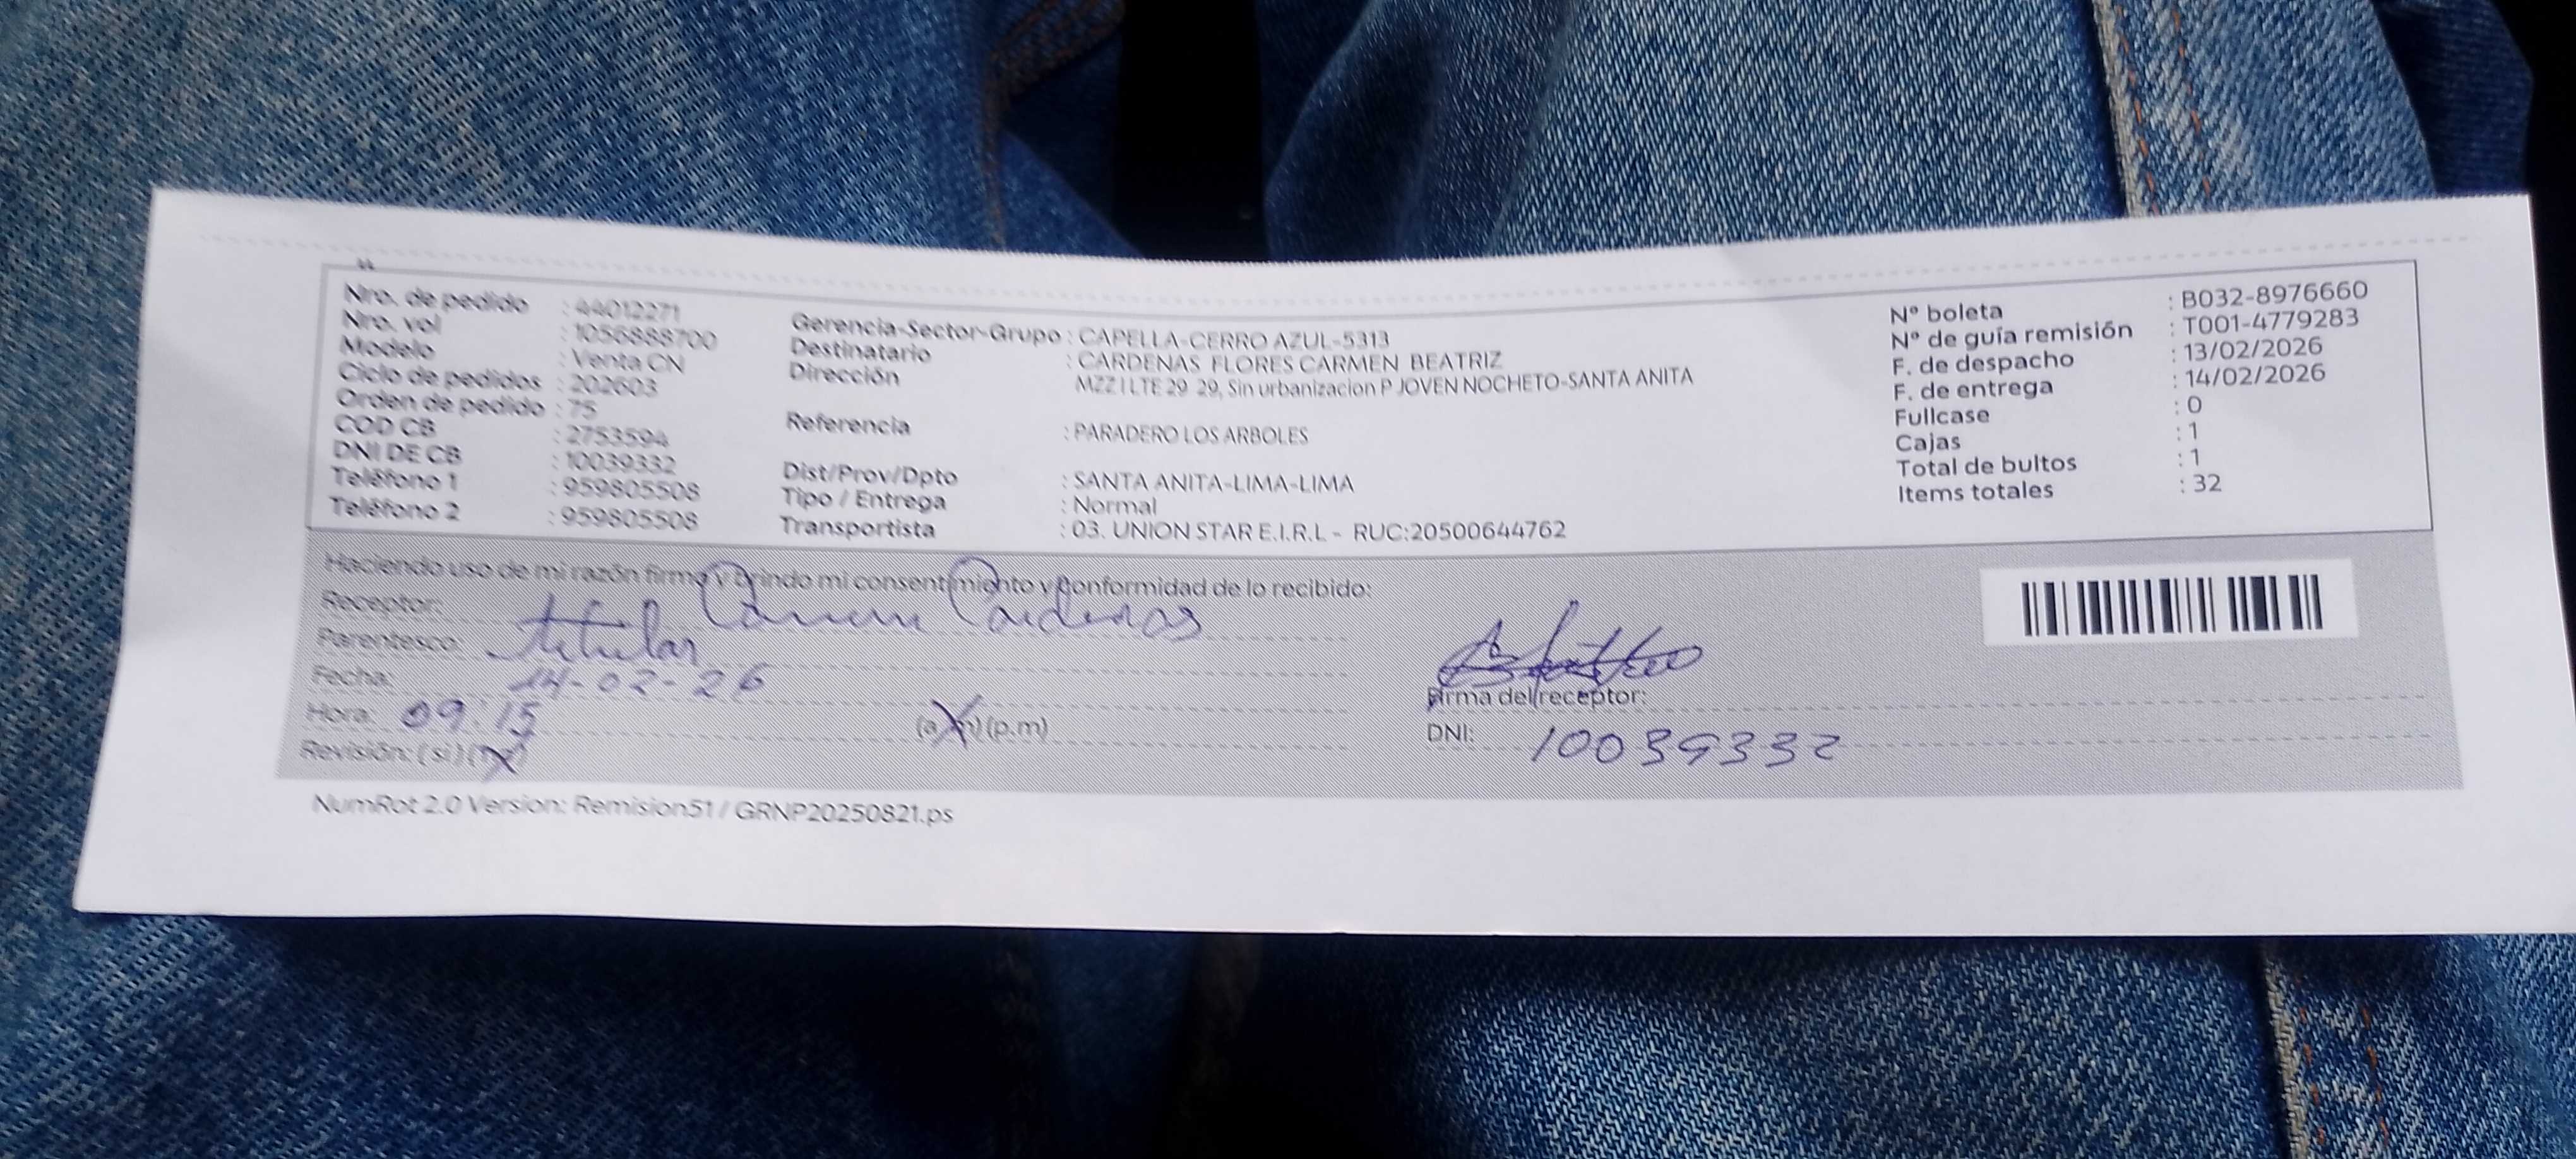 Nro. de pedido : 44012271
Nro. vol : 1056888700
Modelo : Venta CN
Ciclo de pedidos : 202603
Orden de pedido : 75
COD CB : 2753594
DNI DE CB : 10039332
Teléfono 1 : 959805508
Teléfono 2 : 959805508
Gerencia-Sector-Grupo : CAPELLA-CERRO AZUL-5313
Destinatario : CARDENAS FLORES CARMEN BEATRIZ
Dirección MZZ I LTE 29 29, Sin urbanizacion P JOVEN NOCHETO-SANTA ANITA
Referencia : PARADERO LOS ARBOLES
Dist/Prov/Dpto : SANTA ANITA-LIMA-LIMA
Tipo / Entrega : Normal
Transportista : 03. UNION STAR E.I.R.L - RUC:20500644762
Nº boleta : B032-8976660
Nº de guía remisión : T001-4779283
F. de despacho : 13/02/2026
F. de entrega : 14/02/2026
Fullcase : 0
Cajas : 1
Total de bultos : 1
Items totales : 32
Haciendo uso de mi razón firmo y brindo mi consentimiento y conformidad de lo recibido:
Receptor: Carmen Cardenas
Parentesco: titular
Fecha: 14-02-26
Hora: 09:15 (a.m) (p.m)
Revisión: (si) (no)
Firma del receptor:
DNI: 10039332
NumRot 2.0 Version: Remision51 / GRNP20250821.ps